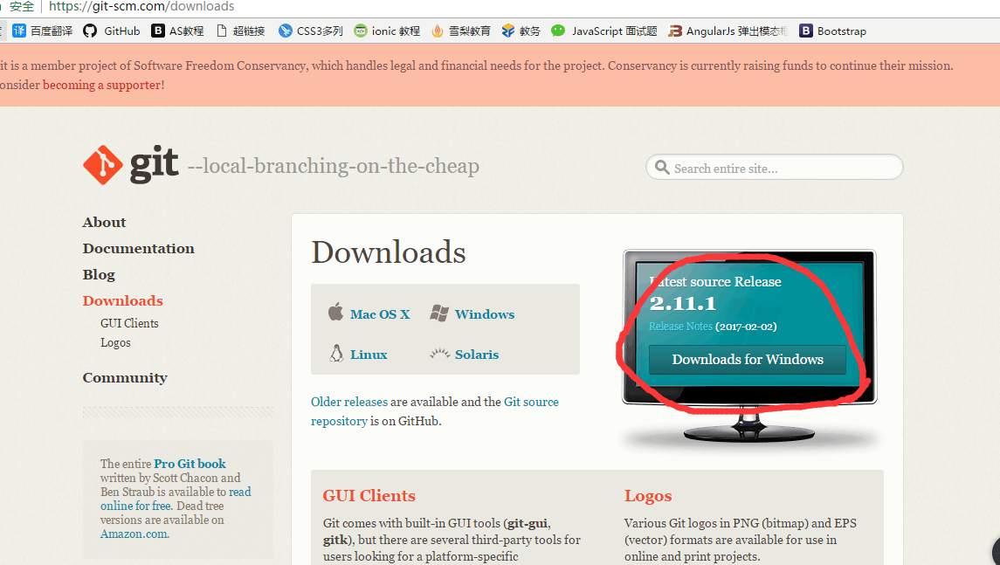 安全 https://git-scm.com/downloads
百度翻译 GitHub AS教程 超链接 CSS3多列 ionic 教程 雪梨教育 教务 JavaScript 面试题 AngularJs 弹出模态框 Bootstrap
it is a member project of Software Freedom Conservancy, which handles legal and financial needs for the project. Conservancy is currently raising funds to continue their mission.
onsider becoming a supporter!
git --local-branching-on-the-cheap
Search entire site...
About
Documentation
Blog
Downloads
GUI Clients
Logos
Community
The entire Pro Git book
written by Scott Chacon and
Ben Straub is available to read
online for free. Dead tree
versions are available on
Amazon.com.
Downloads
Mac OS X Windows
Linux Solaris
Older releases are available and the Git source
repository is on GitHub.
Latest source Release
2.11.1
Release Notes (2017-02-02)
Downloads for Windows
GUI Clients
Git comes with built-in GUI tools (git-gui,
gitk), but there are several third-party tools for
users looking for a platform-specific
Logos
Various Git logos in PNG (bitmap) and EPS
(vector) formats are available for use in
online and print projects.